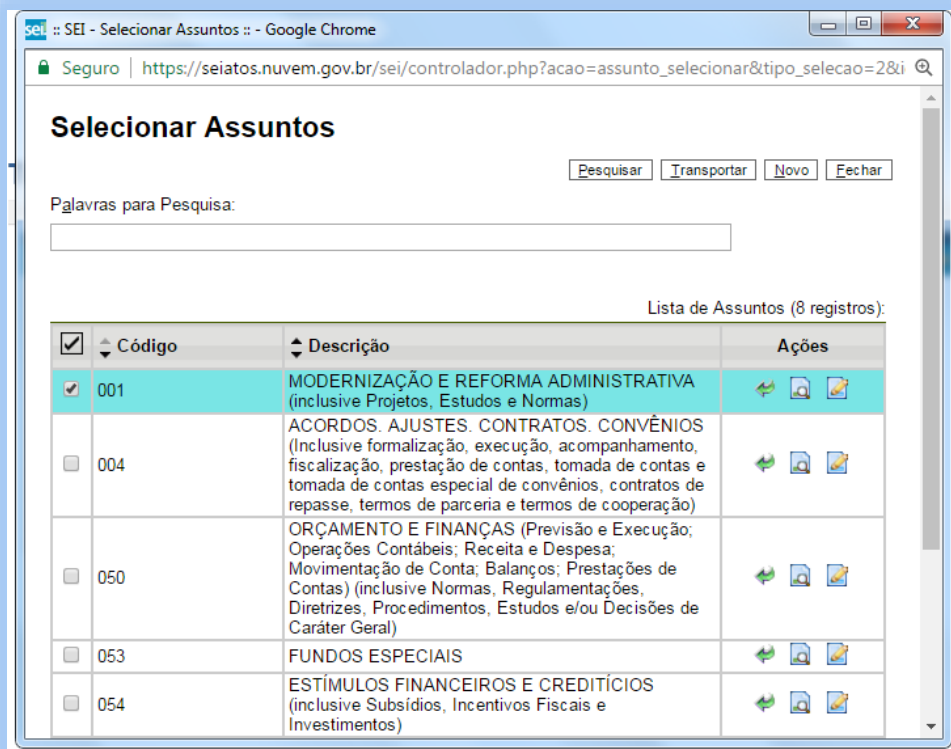 sei :: SEI - Selecionar Assuntos :: - Google Chrome
Seguro | https://seiatos.nuvem.gov.br/sei/controlador.php?acao=assunto_selecionar&tipo_selecao=2&i
Selecionar Assuntos
Pesquisar Transportar Novo Fechar
Palavras para Pesquisa:
Lista de Assuntos (8 registros):
Código Descrição Ações
001 MODERNIZAÇÃO E REFORMA ADMINISTRATIVA
(inclusive Projetos, Estudos e Normas)
ACORDOS. AJUSTES. CONTRATOS. CONVÊNIOS
(Inclusive formalização, execução, acompanhamento,
004 fiscalização, prestação de contas, tomada de contas e
tomada de contas especial de convênios, contratos de
repasse, termos de parceria e termos de cooperação)
ORÇAMENTO E FINANÇAS (Previsão e Execução;
Operações Contábeis; Receita e Despesa;
050 Movimentação de Conta; Balanços; Prestações de
Contas) (inclusive Normas, Regulamentações,
Diretrizes, Procedimentos, Estudos e/ou Decisões de
Caráter Geral)
053 FUNDOS ESPECIAIS
ESTÍMULOS FINANCEIROS E CREDITÍCIOS
054 (inclusive Subsídios, Incentivos Fiscais e
Investimentos)